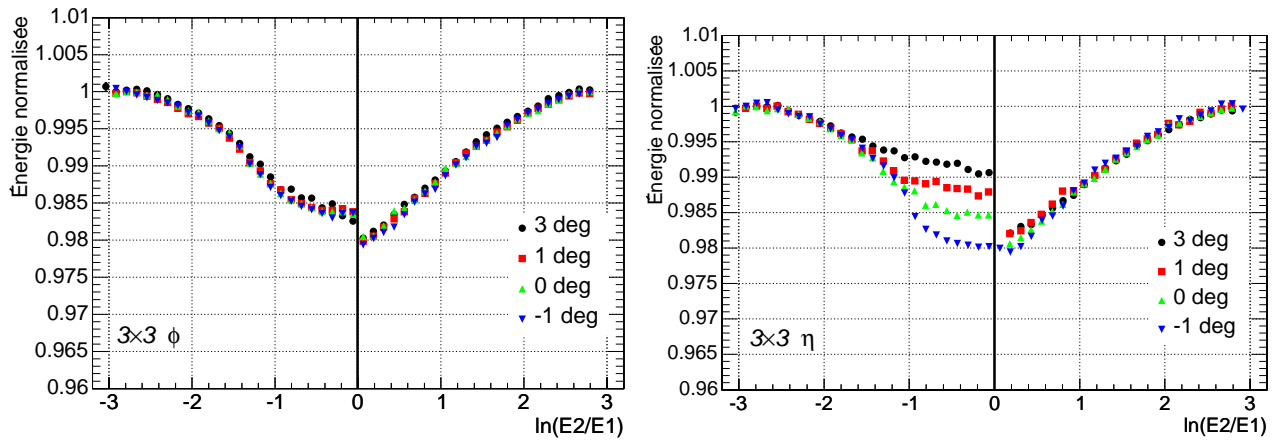 Énergie normalisée
1.01
1.005
1
0.995
0.99
0.985
0.98
0.975
0.97
0.965
0.96
3 deg
1 deg
0 deg
-1 deg
3×3 ϕ
-3 -2 -1 0 1 2 3
ln(E2/E1)
Énergie normalisée
1.01
1.005
1
0.995
0.99
0.985
0.98
0.975
0.97
0.965
0.96
3 deg
1 deg
0 deg
-1 deg
3×3 η
-3 -2 -1 0 1 2 3
ln(E2/E1)